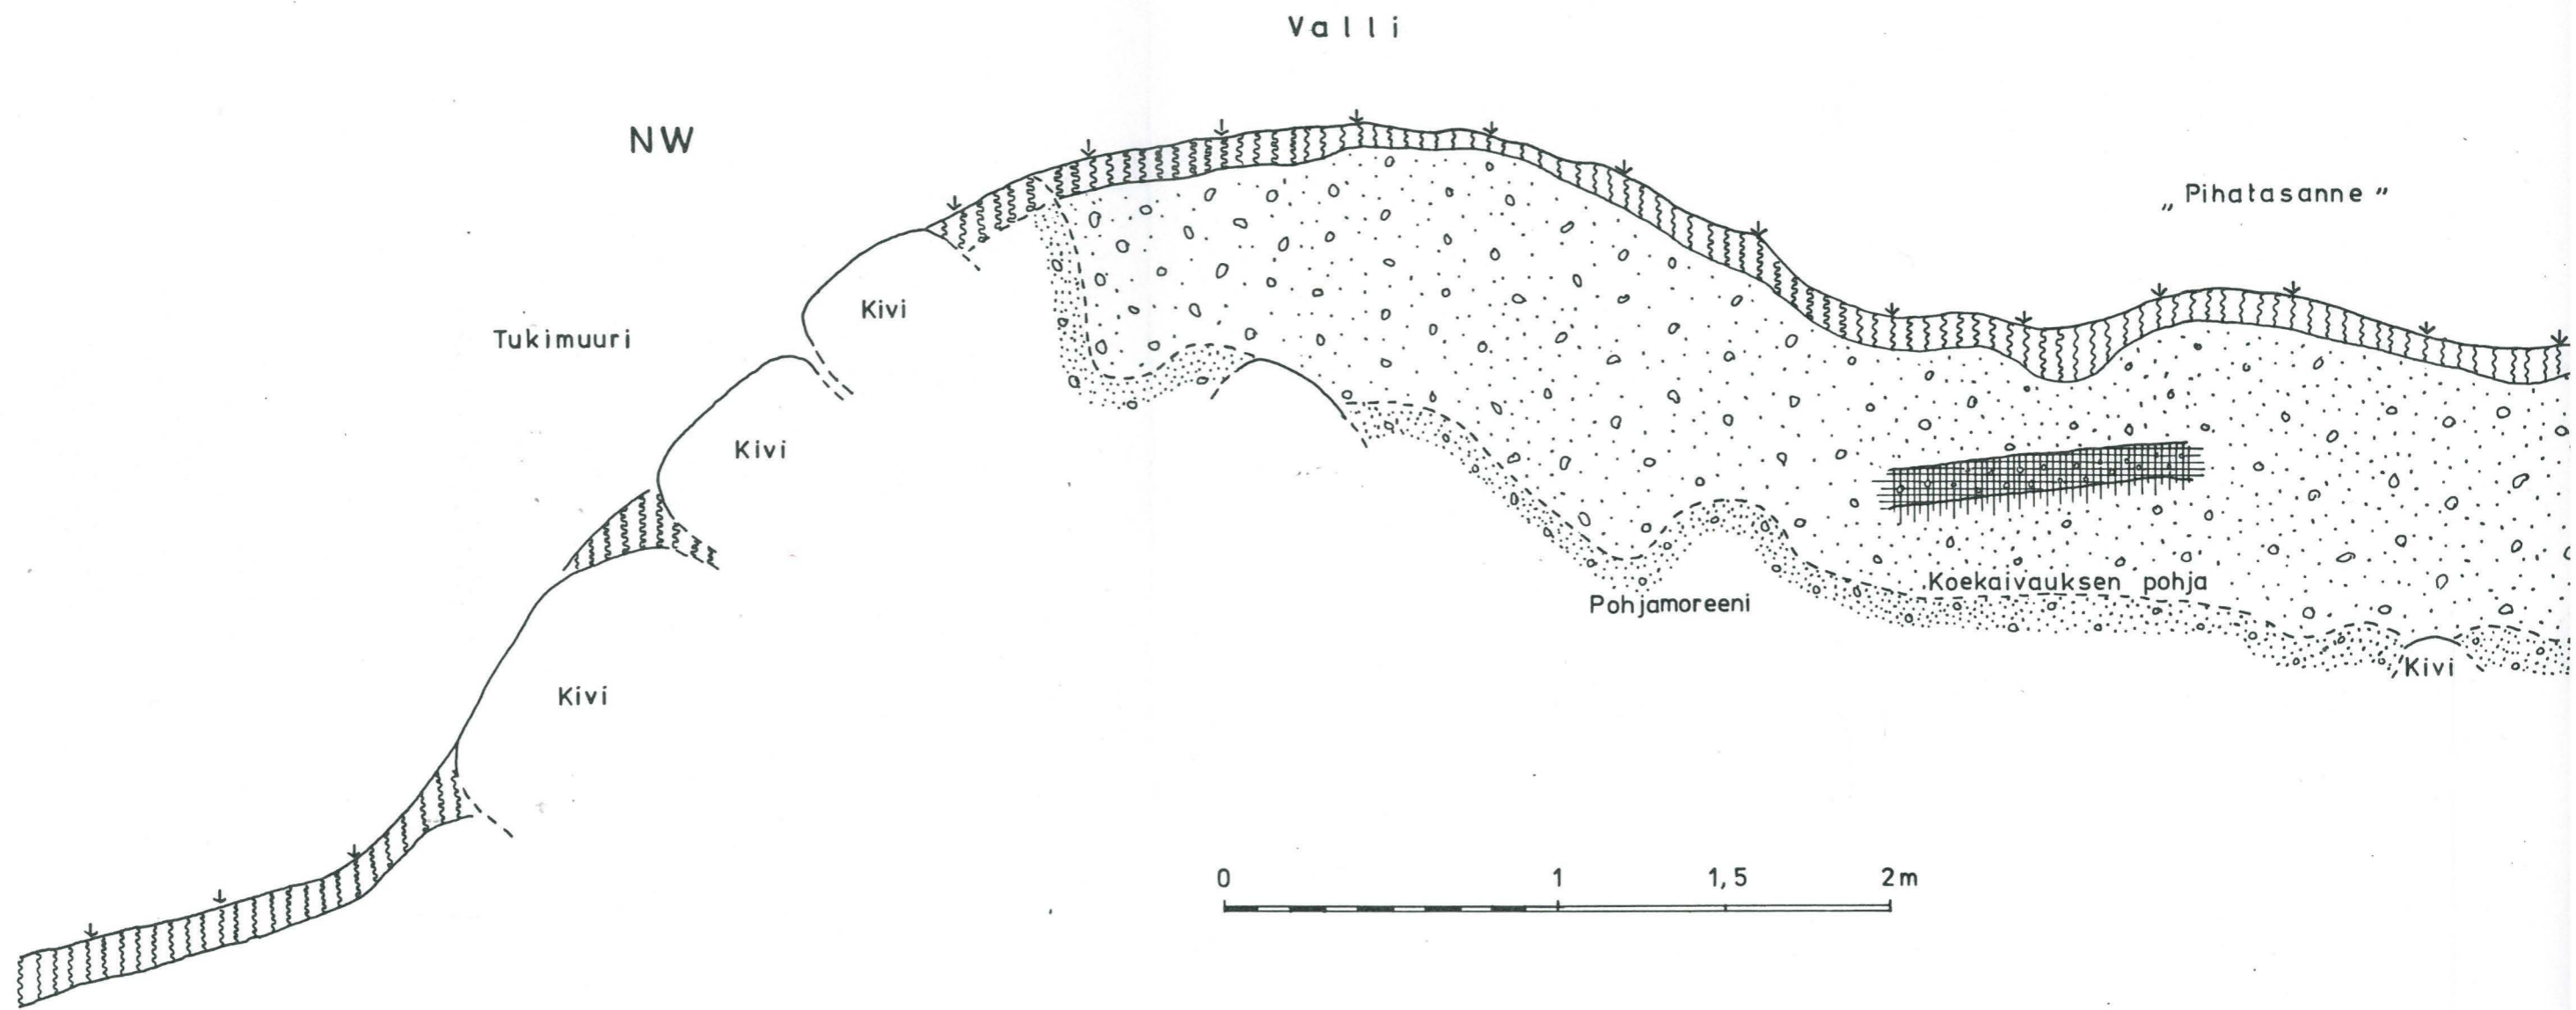 Valli
NW
„Pihatasanne”
Kivi
Tukimuuri
Kivi
Koekaivauksen pohja
Pohjamoreeni
Kivi
Kivi
0 1 1,5 2m